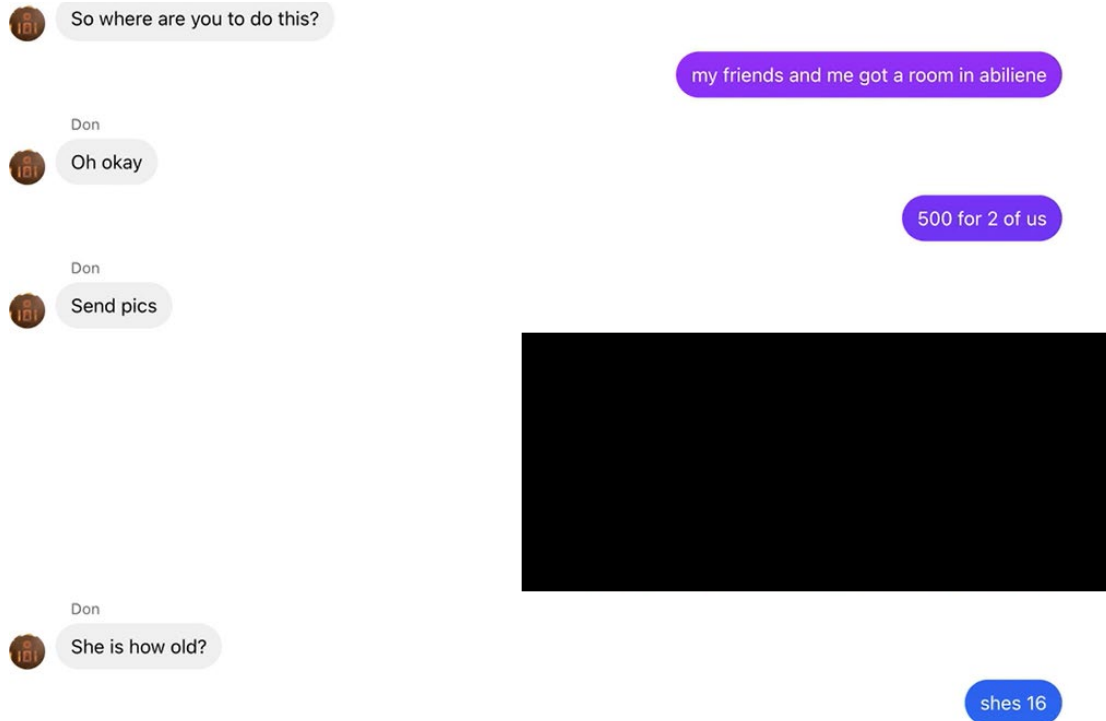 So where are you to do this?
my friends and me got a room in abiliene
Don
Oh okay
500 for 2 of us
Don
Send pics
Don
She is how old?
shes 16